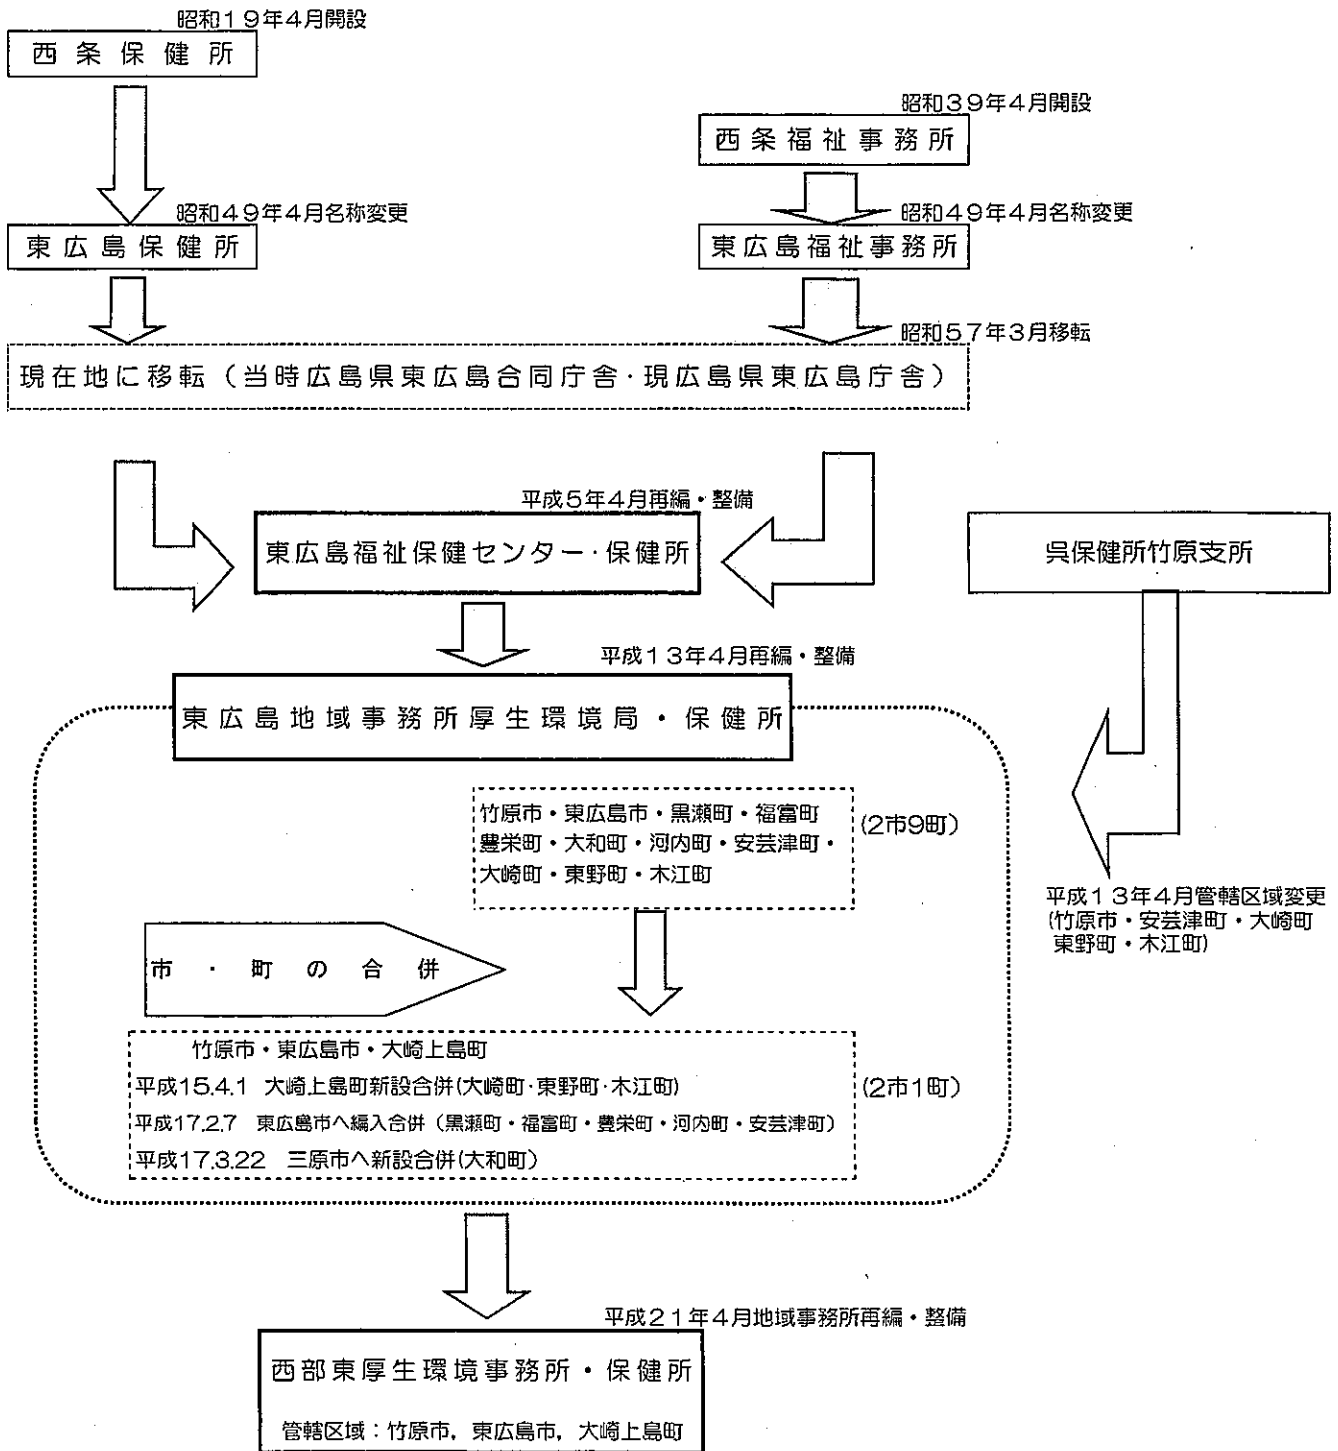 昭和19年4月開設
西条保健所
昭和39年4月開設
西条福祉事務所
昭和49年4月名称変更
東広島保健所
昭和49年4月名称変更
東広島福祉事務所
昭和57年3月移転
現在地に移転(当時広島県東広島合同庁舎・現広島県東広島庁舎)
平成5年4月再編・整備
東広島福祉保健センター・保健所
呉保健所竹原支所
平成13年4月再編・整備
東広島地域事務所厚生環境局・保健所
竹原市・東広島市・黒瀬町・福富町
豊栄町・大和町・河内町・安芸津町・
大崎町・東野町・木江町
(2市9町)
平成13年4月管轄区域変更
(竹原市・安芸津町・大崎町
東野町・木江町)
市・町の合併
竹原市・東広島市・大崎上島町
平成15.4.1 大崎上島町新設合併(大崎町・東野町・木江町)
平成17.2.7 東広島市へ編入合併(黒瀬町・福富町・豊栄町・河内町・安芸津町)
平成17.3.22 三原市へ新設合併(大和町)
(2市1町)
平成21年4月地域事務所再編・整備
西部東厚生環境事務所・保健所
管轄区域:竹原市,東広島市,大崎上島町